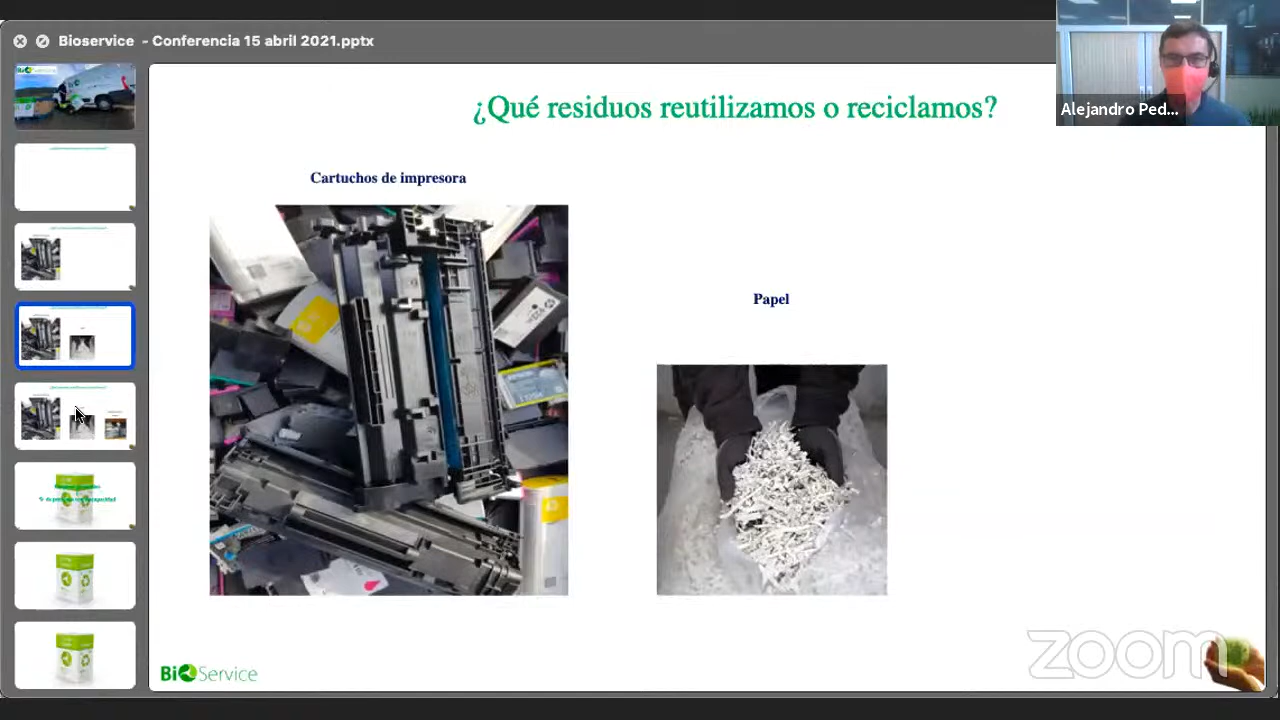 Bioservice - Conferencia 15 abril 2021.pptx
Alejandro Ped...
¿Qué residuos reutilizamos o reciclamos?
Cartuchos de impresora
Papel
BioService
zoom